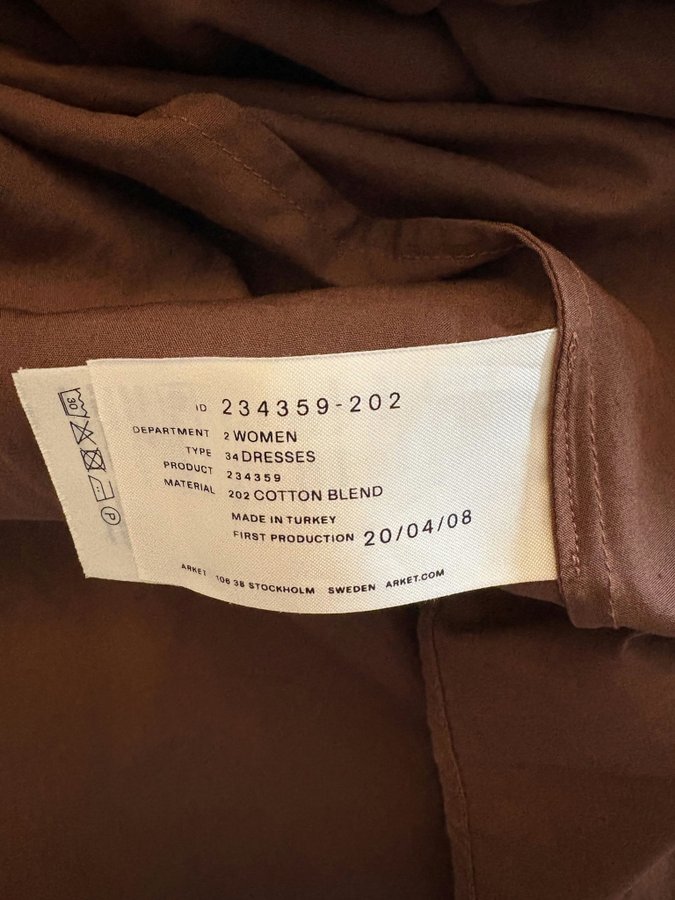 ID 234359-202
DEPARTMENT 2 WOMEN
TYPE 34 DRESSES
PRODUCT 234359
MATERIAL 202 COTTON BLEND
MADE IN TURKEY
FIRST PRODUCTION 20/04/08
ARKET 106 38 STOCKHOLM SWEDEN ARKET.COM
30
P